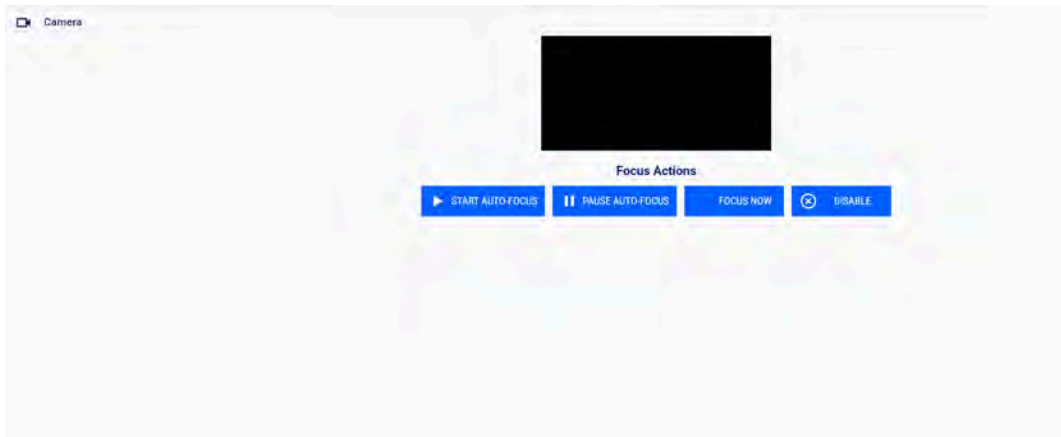 Camera
Focus Actions
START AUTO-FOCUS PAUSE AUTO-FOCUS FOCUS NOW DISABLE